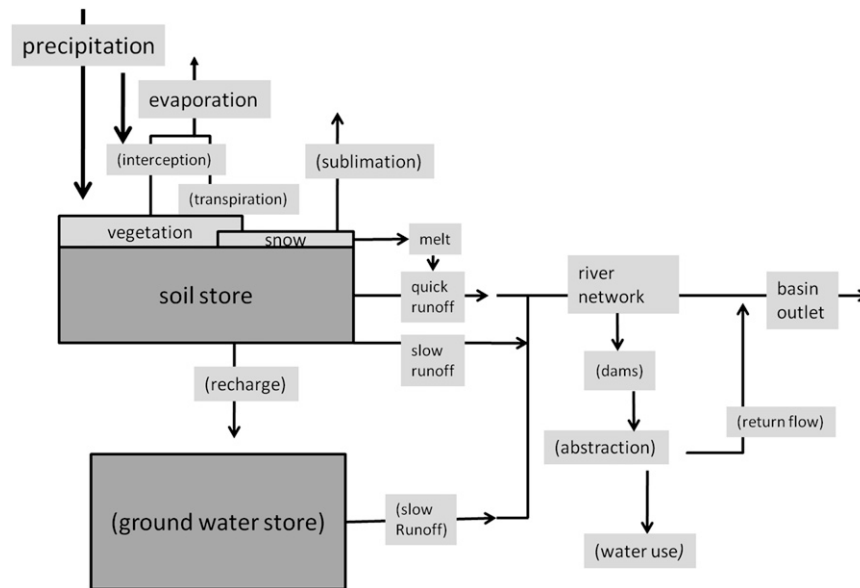 precipitation
evaporation
(interception)
(sublimation)
(transpiration)
vegetation
snow
melt
soil store
quick
runoff
river
network
basin
outlet
slow
runoff
(dams)
(recharge)
(return flow)
(abstraction)
(ground water store)
(slow
Runoff)
(water use)